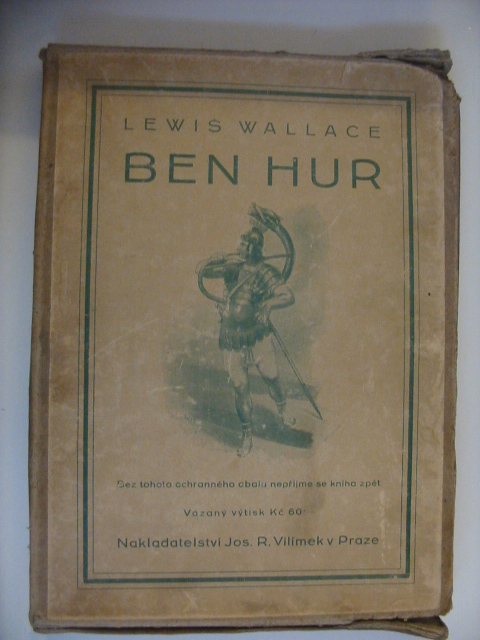 LEWIS WALLACE
BEN HUR
Bez tohoto ochranného obalu nepřijme se kniha zpět
Vázaný výtisk Kč 60·
Nakladatelství Jos. R. Vilímek v Praze